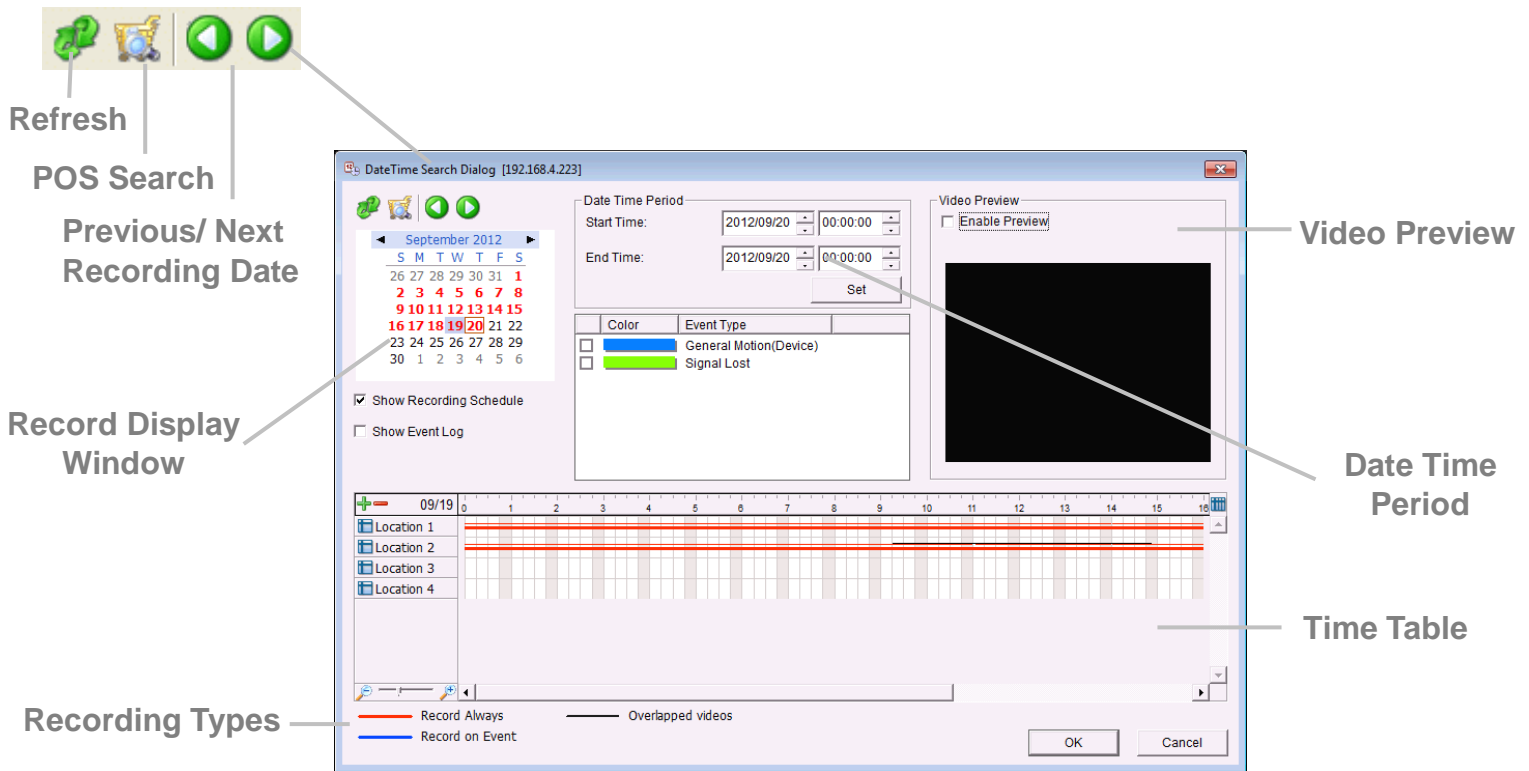 Refresh
POS Search
Previous/ Next
Recording Date
Record Display
Window
Recording Types
Video Preview
Date Time
Period
Time Table
DateTime Search Dialog [192.168.4.223]
September 2012
S M T W T F S
26 27 28 29 30 31 1
2 3 4 5 6 7 8
9 10 11 12 13 14 15
16 17 18 19 20 21 22
23 24 25 26 27 28 29
30 1 2 3 4 5 6
Show Recording Schedule
Show Event Log
Date Time Period
Start Time: 2012/09/20 00:00:00
End Time: 2012/09/20 00:00:00
Set
Color Event Type
General Motion(Device)
Signal Lost
Video Preview
Enable Preview
09/19 0 1 2 3 4 5 6 7 8 9 10 11 12 13 14 15 16
Location 1
Location 2
Location 3
Location 4
Record Always Overlapped videos
Record on Event
OK Cancel